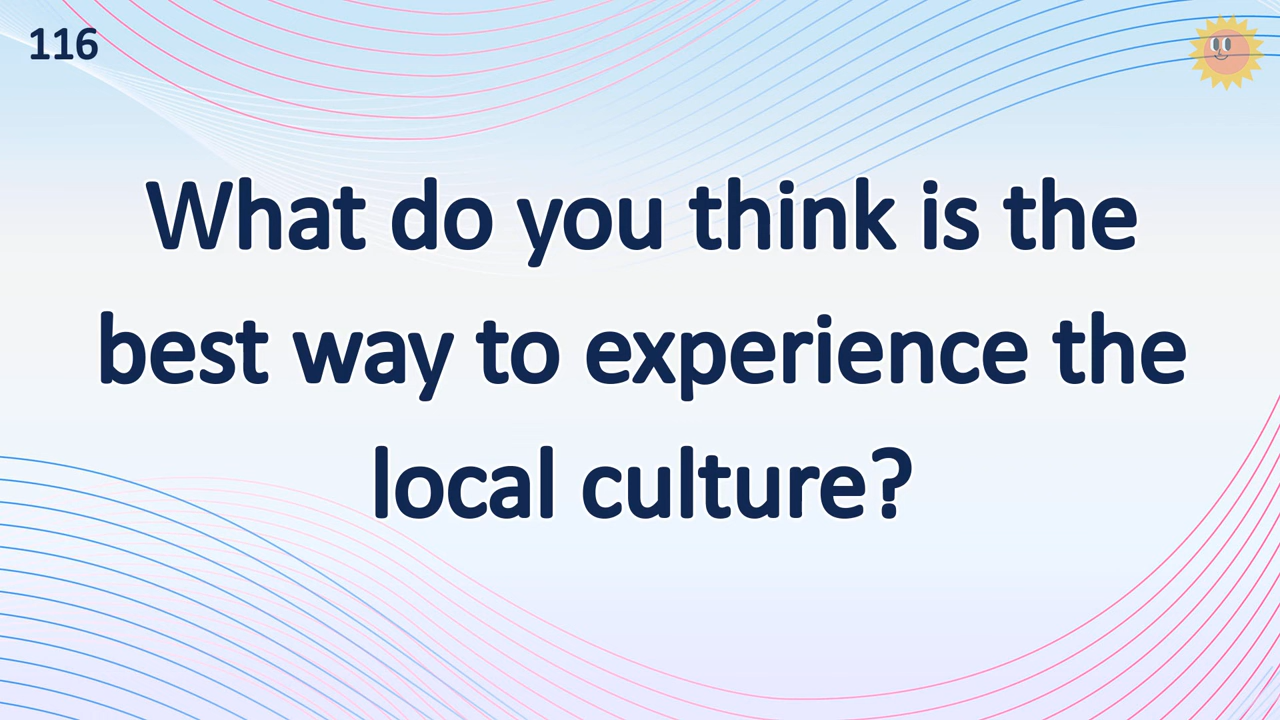 116
What do you think is the
best way to experience the
local culture?